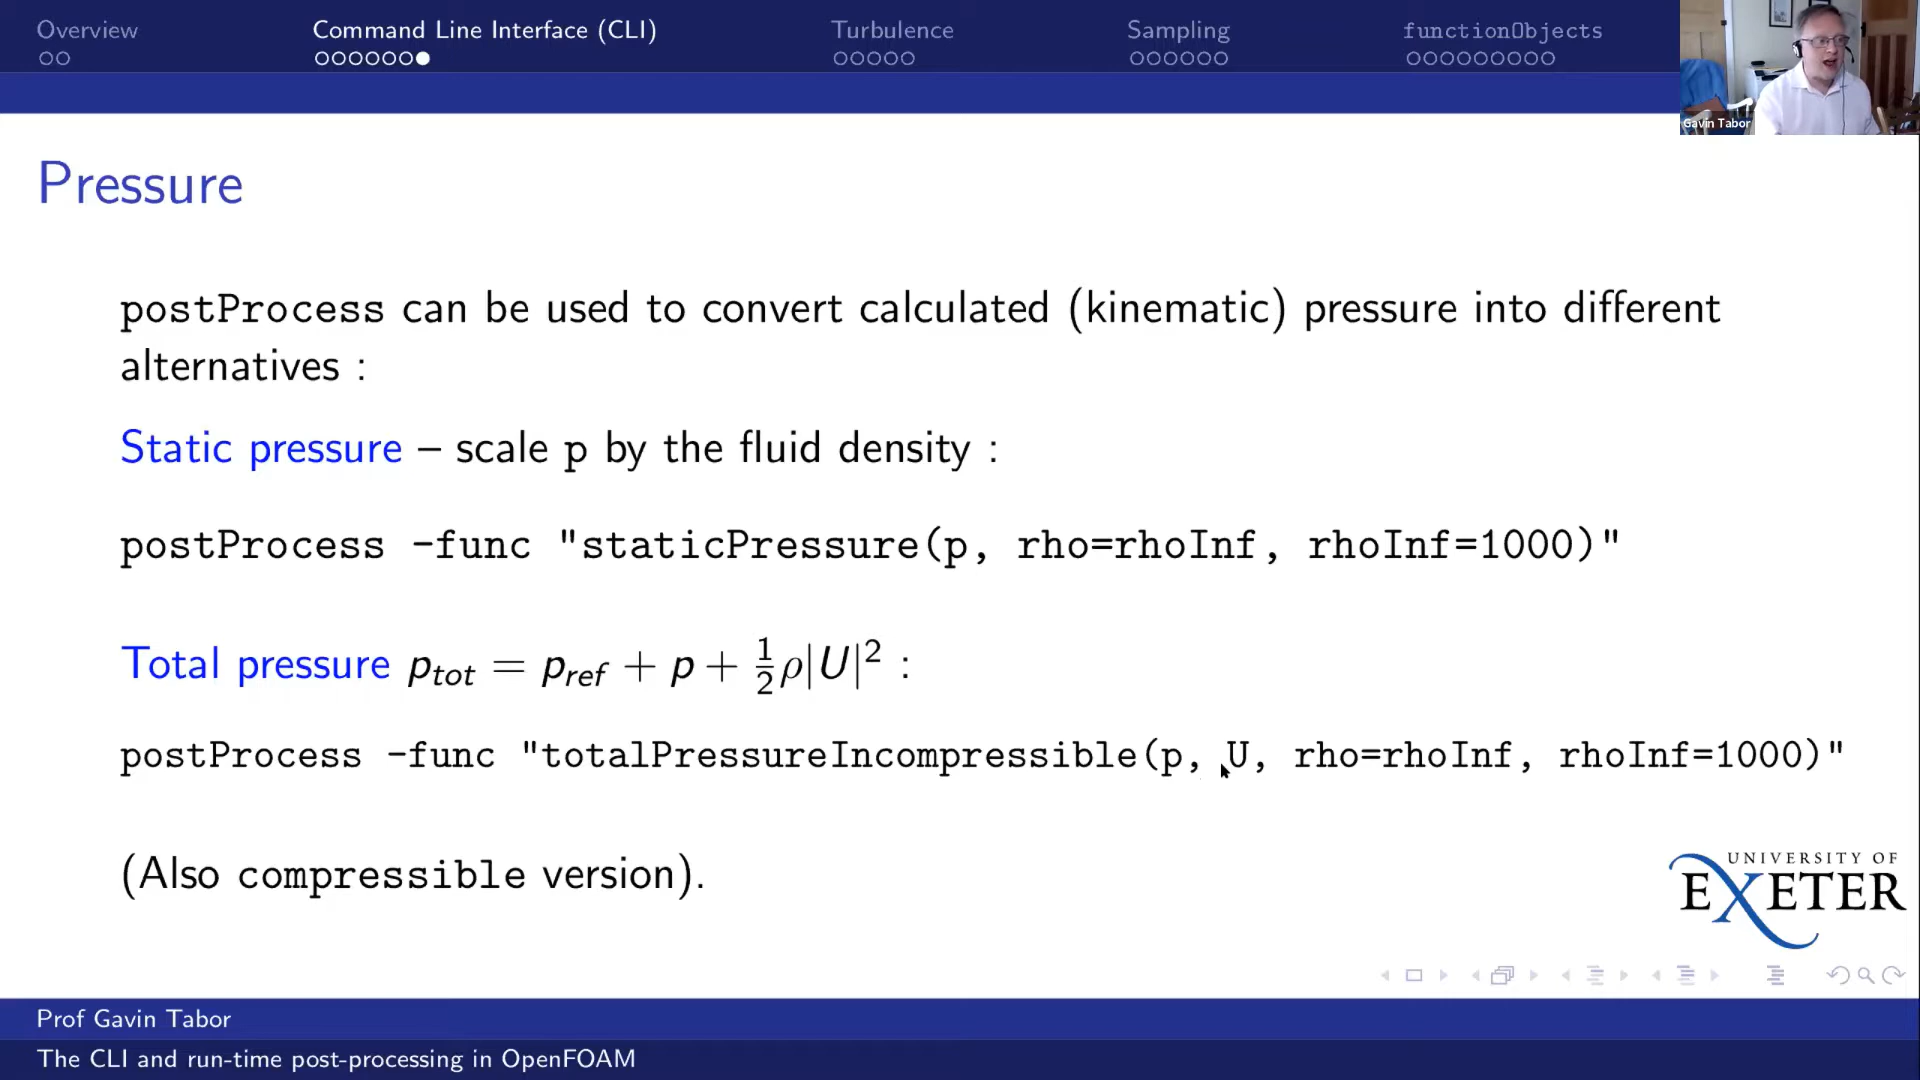 Overview
Command Line Interface (CLI)
Turbulence
Sampling
functionObjects
Gavin Tabor
Pressure
postProcess can be used to convert calculated (kinematic) pressure into different
alternatives :
Static pressure – scale p by the fluid density :
postProcess -func "staticPressure(p, rho=rhoInf, rhoInf=1000)"
Total pressure p_tot = p_ref + p + ½ρ|U|² :
postProcess -func "totalPressureIncompressible(p, U, rho=rhoInf, rhoInf=1000)"
(Also compressible version).
UNIVERSITY OF
EXETER
Prof Gavin Tabor
The CLI and run-time post-processing in OpenFOAM